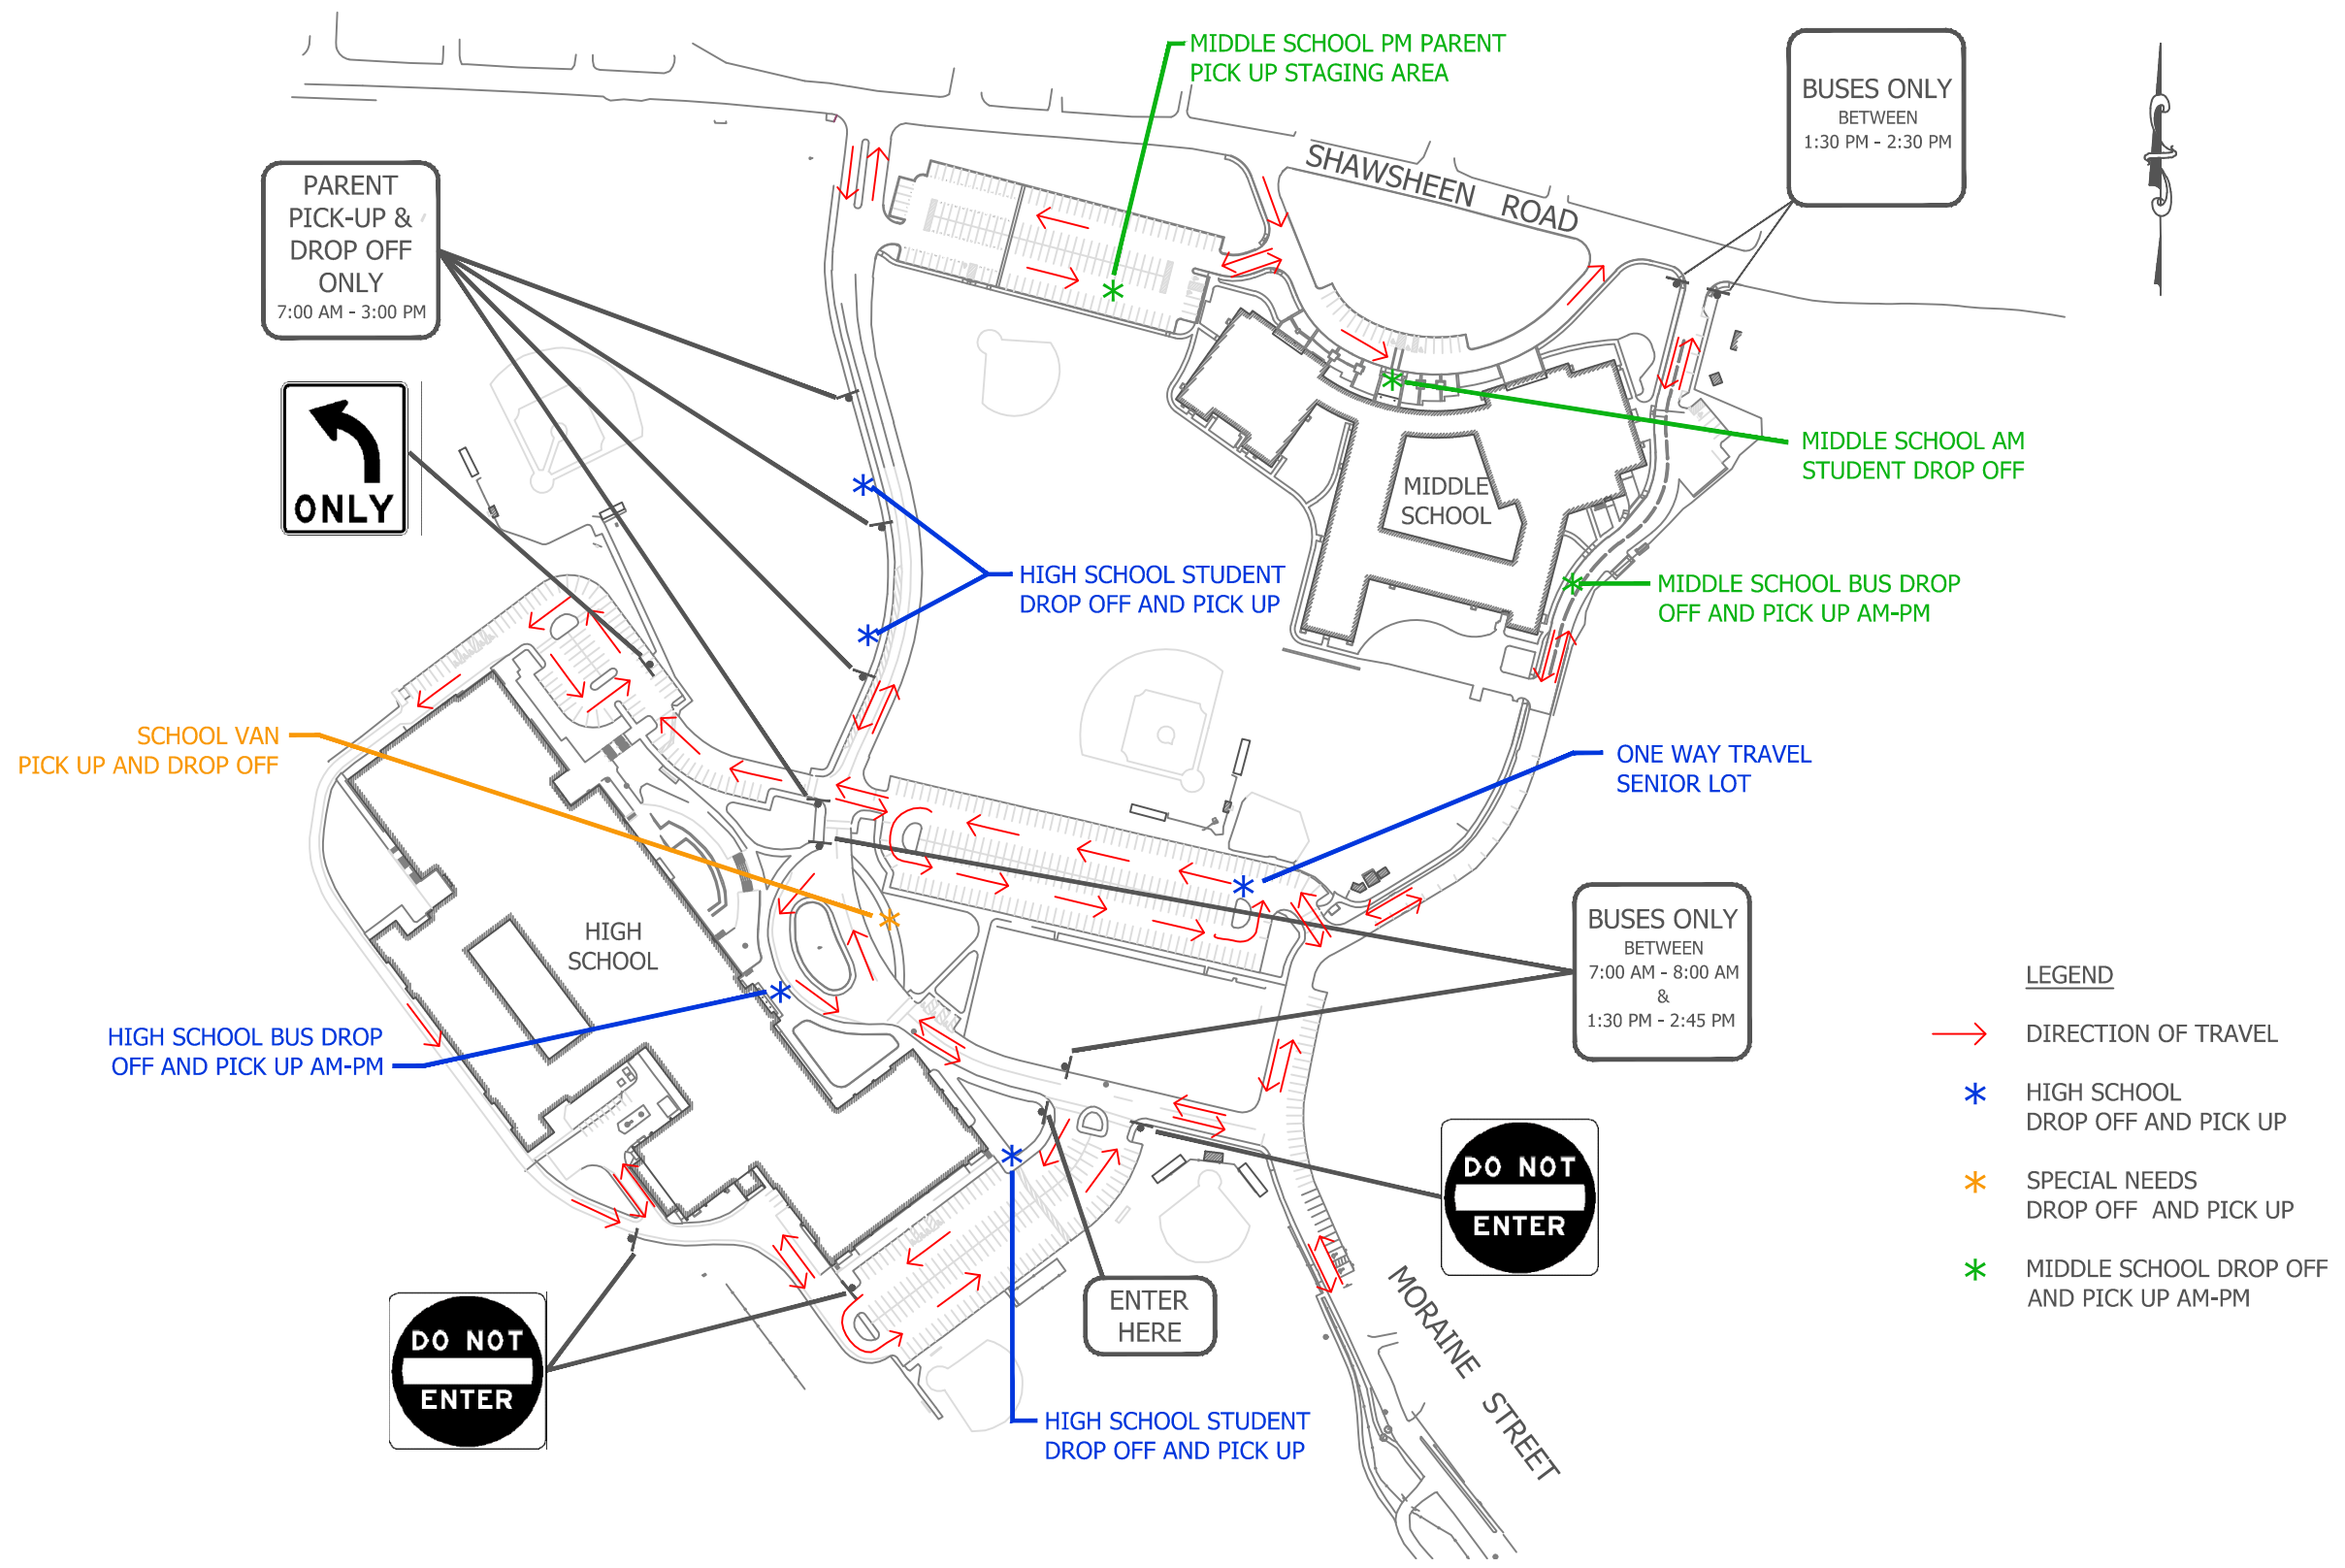 MIDDLE SCHOOL PM PARENT
PICK UP STAGING AREA
BUSES ONLY
BETWEEN
1:30 PM - 2:30 PM
SHAWSHEEN ROAD
PARENT
PICK-UP &
DROP OFF
ONLY
7:00 AM - 3:00 PM
ONLY
MIDDLE SCHOOL AM
STUDENT DROP OFF
MIDDLE
SCHOOL
HIGH SCHOOL STUDENT
DROP OFF AND PICK UP
MIDDLE SCHOOL BUS DROP
OFF AND PICK UP AM-PM
SCHOOL VAN
PICK UP AND DROP OFF
ONE WAY TRAVEL
SENIOR LOT
HIGH
SCHOOL
BUSES ONLY
BETWEEN
7:00 AM - 8:00 AM
&
1:30 PM - 2:45 PM
HIGH SCHOOL BUS DROP
OFF AND PICK UP AM-PM
LEGEND
DIRECTION OF TRAVEL
HIGH SCHOOL
DROP OFF AND PICK UP
SPECIAL NEEDS
DROP OFF AND PICK UP
MIDDLE SCHOOL DROP OFF
AND PICK UP AM-PM
DO NOT
ENTER
ENTER
HERE
DO NOT
ENTER
MORAINE STREET
HIGH SCHOOL STUDENT
DROP OFF AND PICK UP